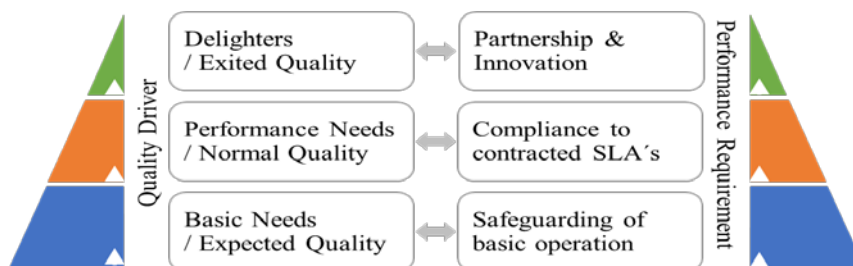 Quality Driver
Delighters
/ Exited Quality
Partnership &
Innovation
Performance Needs
/ Normal Quality
Compliance to
contracted SLA´s
Basic Needs
/ Expected Quality
Safeguarding of
basic operation
Performance Requirement